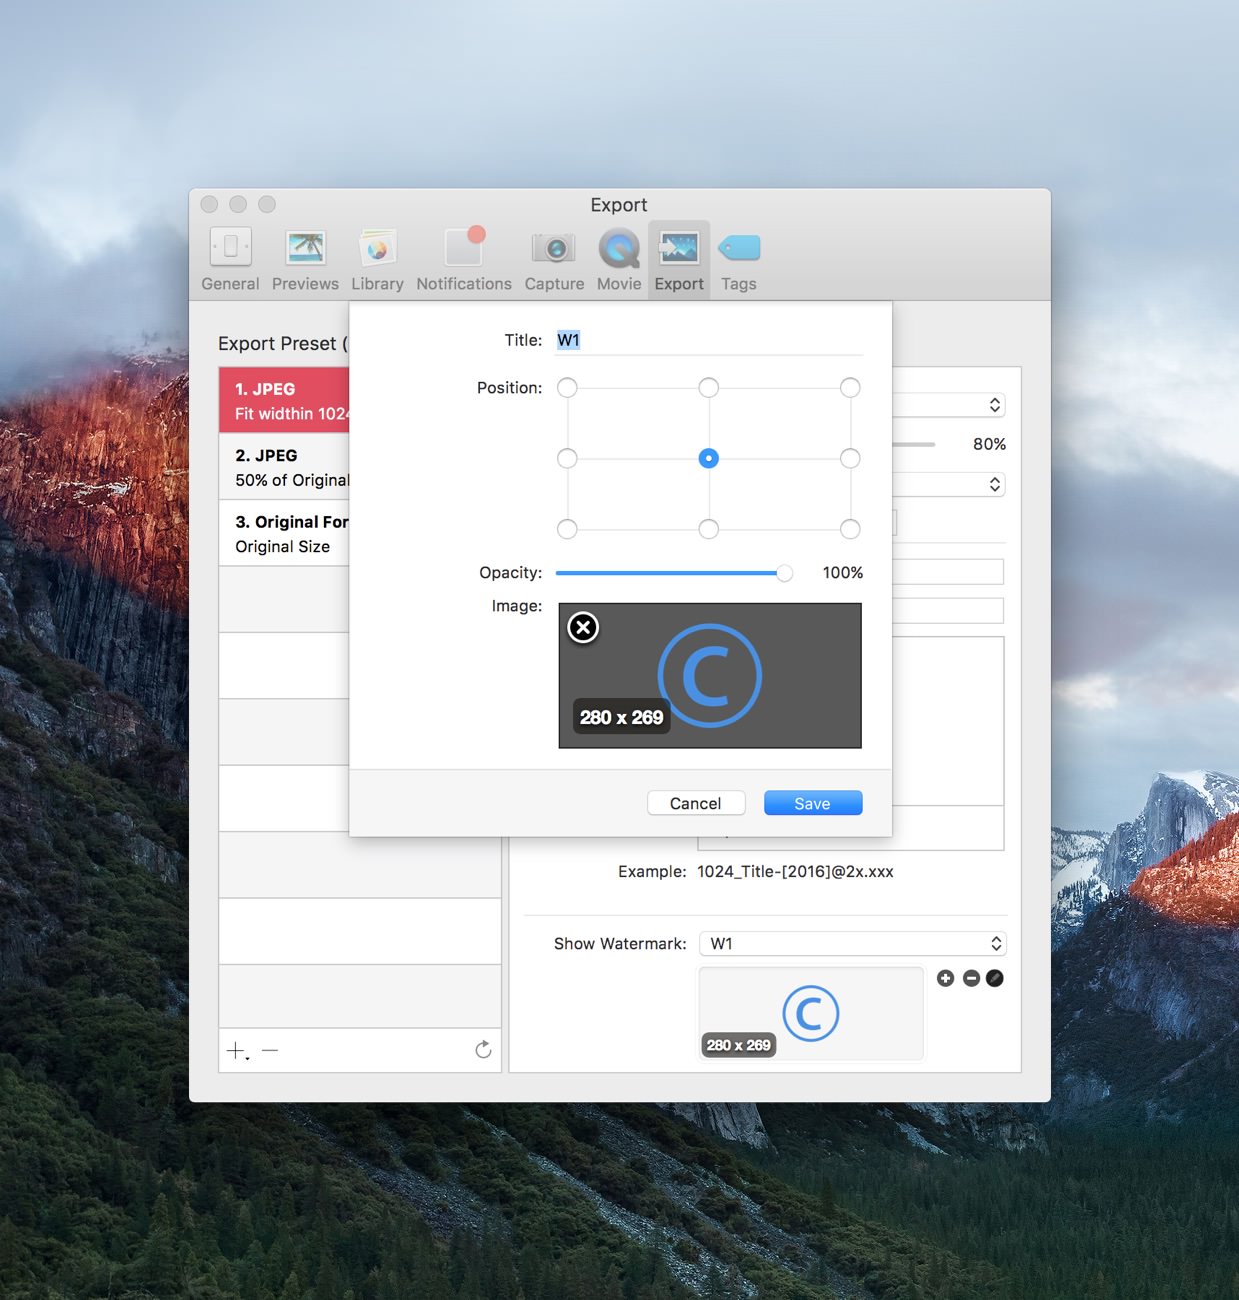 Export
General
Previews
Library
Notifications
Capture
Movie
Export
Tags
Export Preset (
1. JPEG
Fit widthin 1024
2. JPEG
50% of Original
3. Original For
Original Size
Title: W1
Position:
Opacity: 100%
Image:
C
280 x 269
Cancel
Save
80%
Example: 1024_Title-[2016]@2x.xxx
Show Watermark: W1
C
280 x 269